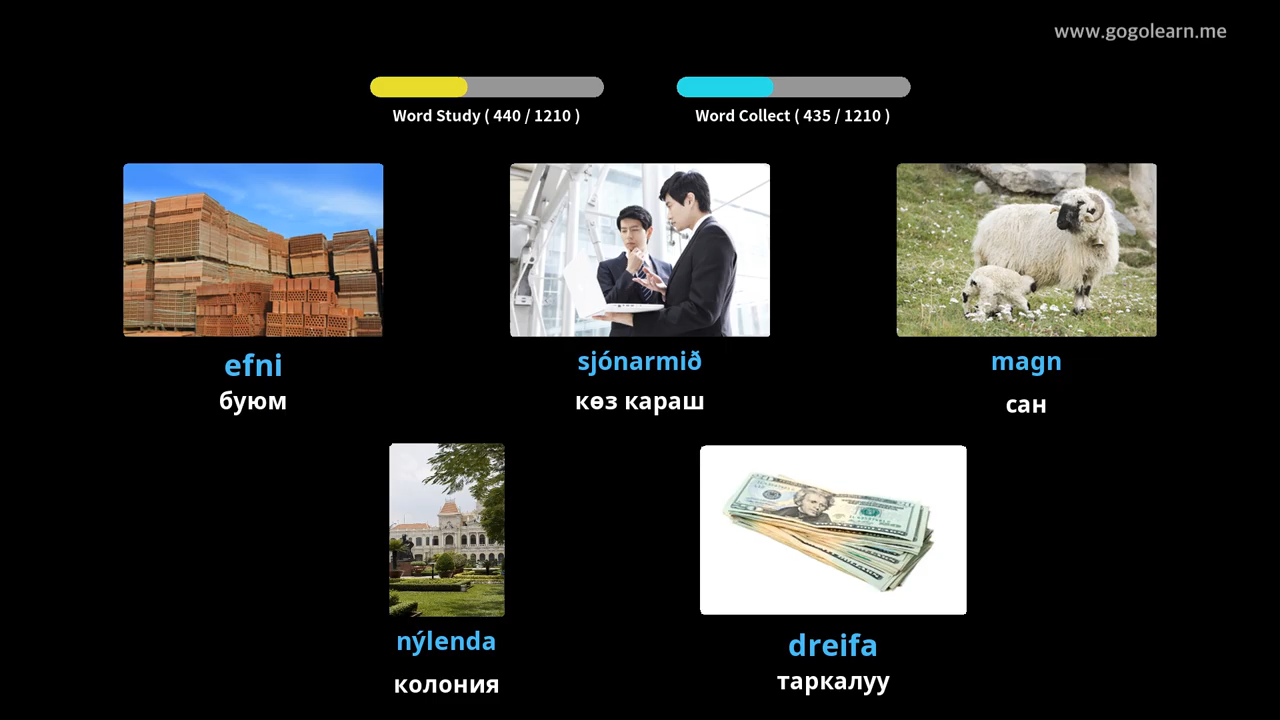 www.gogolearn.me
Word Study ( 440 / 1210 )
Word Collect ( 435 / 1210 )
efni
буюм
sjónarmið
көз караш
magn
сан
nýlenda
колония
dreifa
таркалуу